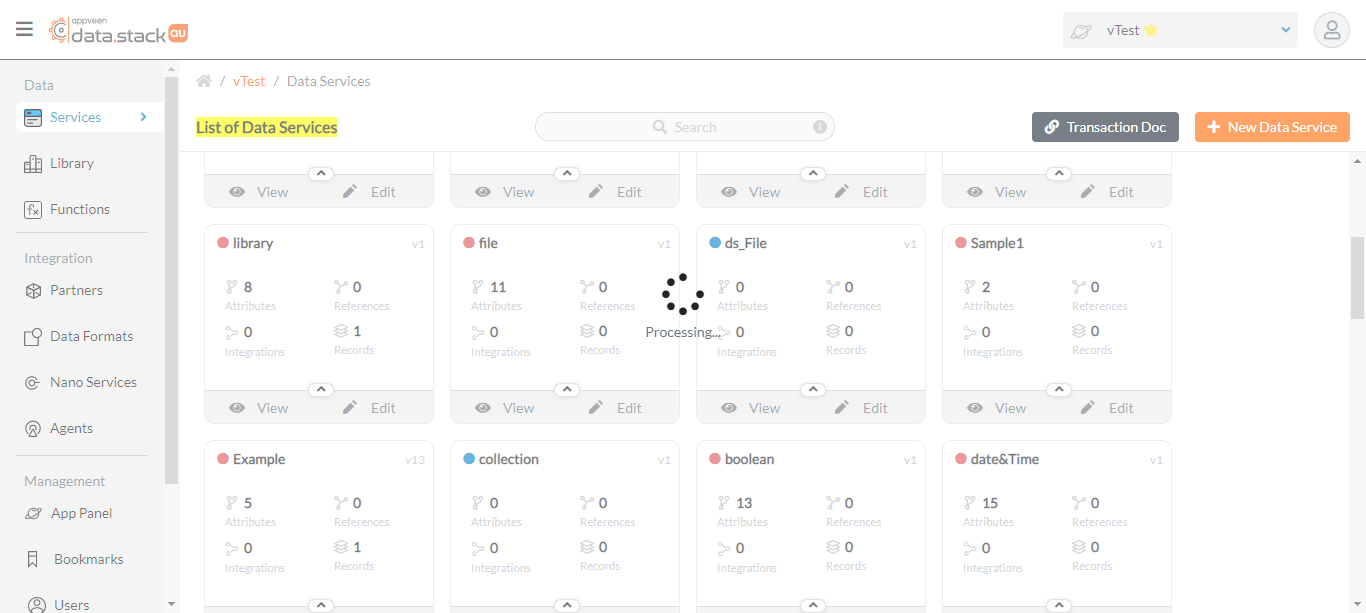 appveen
data.stack au
vTest ⭐
Data
Services
Library
Functions
Integration
Partners
Data Formats
Nano Services
Agents
Management
App Panel
Bookmarks
Users
/ vTest / Data Services
List of Data Services
Search
Transaction Doc
+ New Data Service
View Edit View Edit View Edit View Edit
library v1 file v1 ds_File v1 Sample1 v1
8 0 11 0 0 0 2 0
Attributes References Attributes References Attributes References Attributes References
0 1 0 0 0 0 0 0
Integrations Records Integrations Records Integrations Records Integrations Records
Processing...
View Edit View Edit View Edit View Edit
Example v13 collection v1 boolean v1 date&Time v1
5 0 0 0 13 0 15 0
Attributes References Attributes References Attributes References Attributes References
0 1 0 0 0 0 0 0
Integrations Records Integrations Records Integrations Records Integrations Records